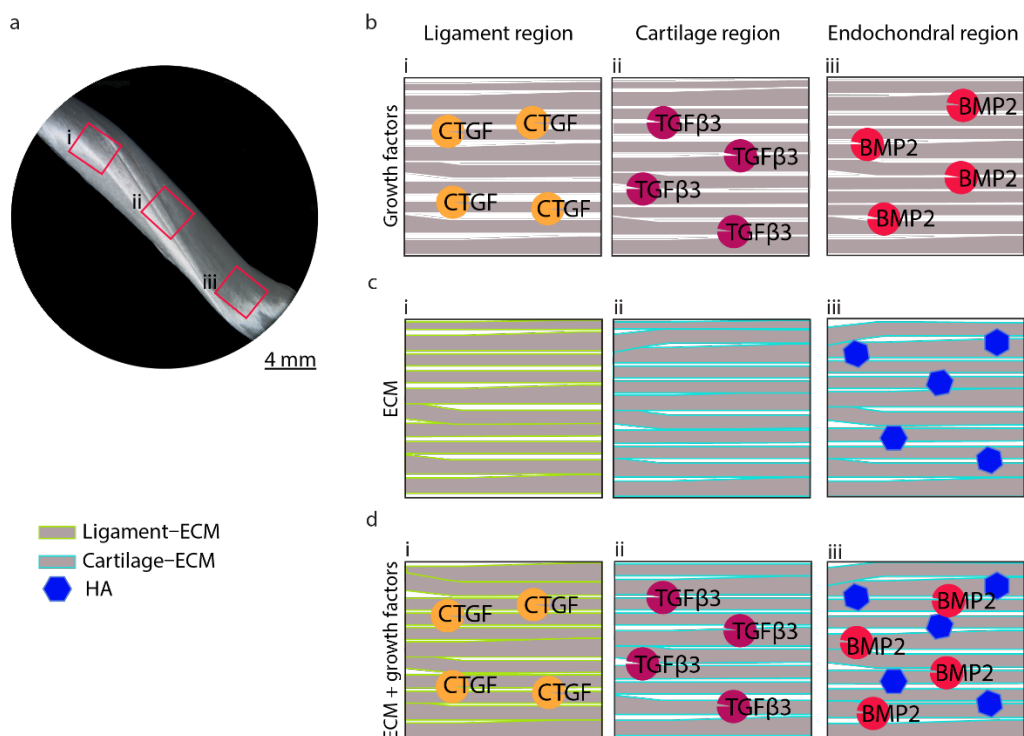 a
i
ii
iii
4 mm
Ligament−ECM
Cartilage−ECM
HA
b
Ligament region
Cartilage region
Endochondral region
Growth factors
i
CTGF
CTGF
CTGF
CTGF
ii
TGFβ3
TGFβ3
TGFβ3
TGFβ3
iii
BMP2
BMP2
BMP2
BMP2
c
ECM
i
ii
iii
d
ECM + growth factors
i
CTGF
CTGF
CTGF
CTGF
ii
TGFβ3
TGFβ3
TGFβ3
TGFβ3
iii
BMP2
BMP2
BMP2
BMP2